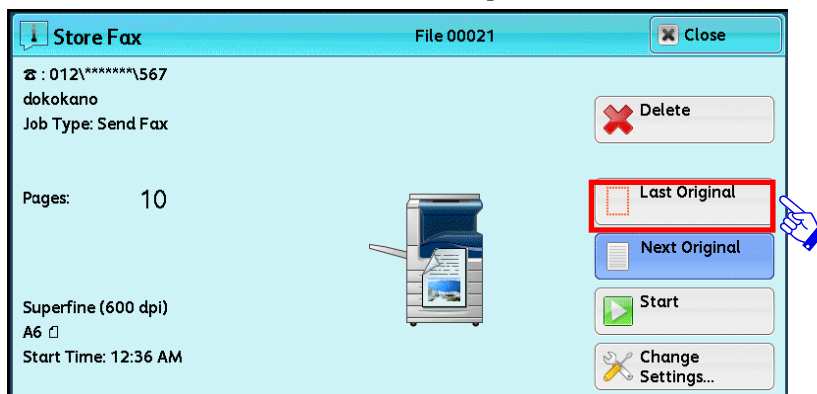 Store Fax
File 00021
Close
☎ : 012\*******\567
dokokano
Job Type: Send Fax
Delete
Pages: 10
Last Original
Next Original
Superfine (600 dpi)
Start
A6
Start Time: 12:36 AM
Change
Settings...